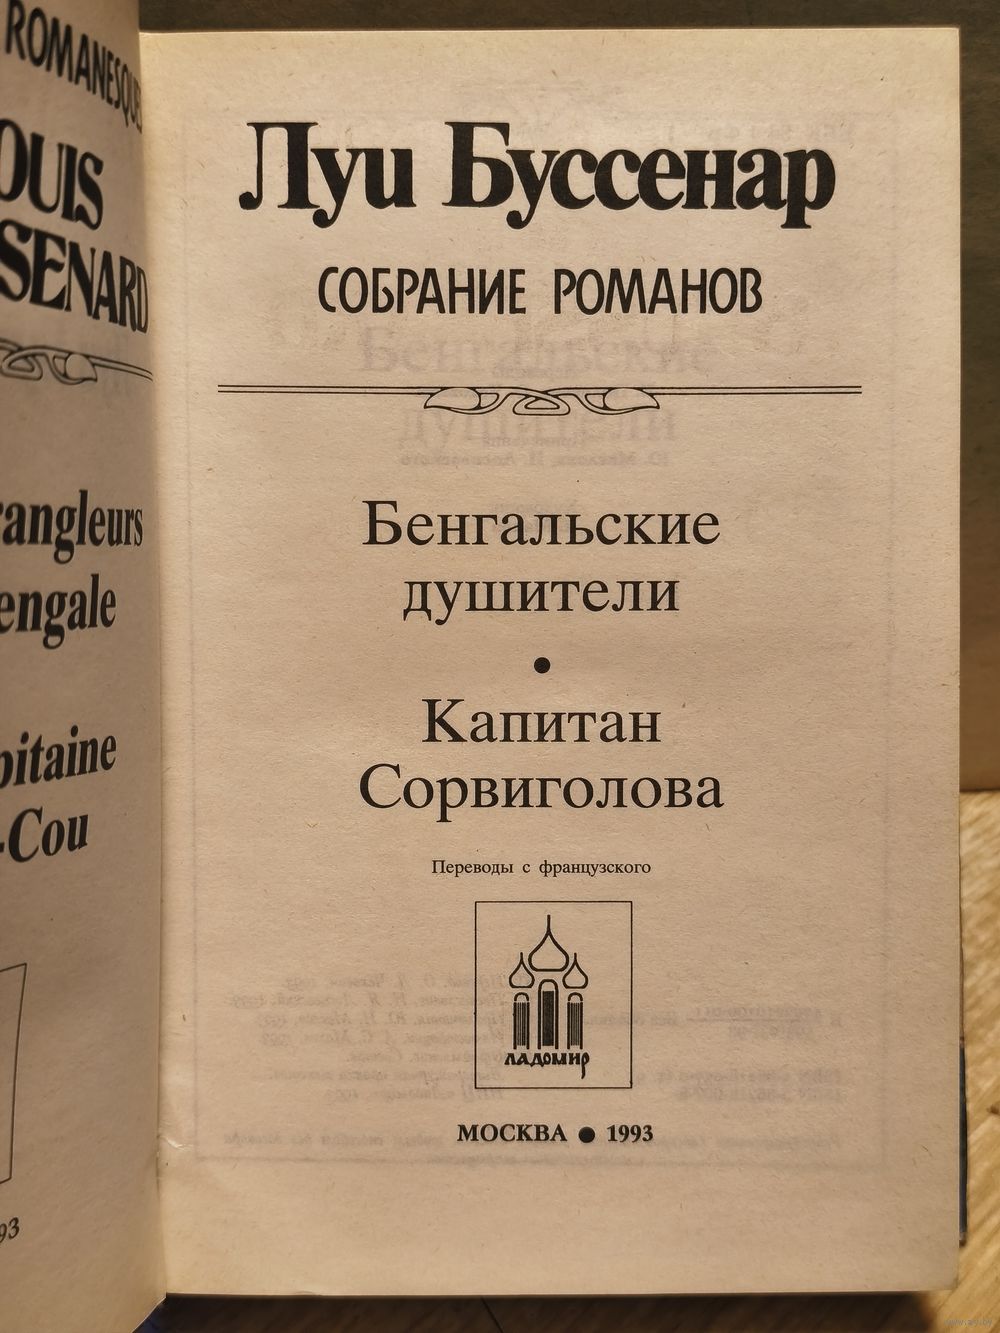 ROMANESQUE
OUIS
SENARD
rangleurs
engale
pitaine
-Cou
93
Луи Буссенар
СОБРАНИЕ РОМАНОВ
Бенгальские
душители
•
Капитан
Сорвиголова
Переводы с французского
ЛАДОМИР
МОСКВА ● 1993